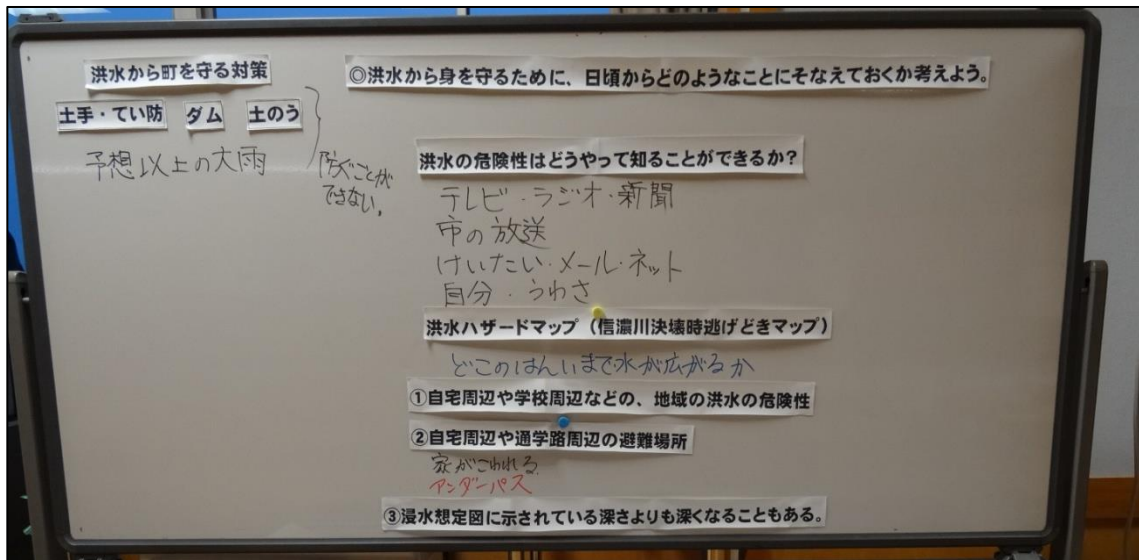 洪水から町を守る対策
土手・てい防 ダム 土のう
予想以上の大雨
防ぐことが
できない。
◎洪水から身を守るために、日頃からどのようなことにそなえておくか考えよう。
洪水の危険性はどうやって知ることができるか？
テレビ・ラジオ・新聞
市の放送
けいたい・メール・ネット
自分・うわさ
洪水ハザードマップ（信濃川決壊時逃げどきマップ）
どこのはんいまで水が広がるか
①自宅周辺や学校周辺などの、地域の洪水の危険性
②自宅周辺や通学路周辺の避難場所
家がこわれる
アンダーパス
③浸水想定図に示されている深さよりも深くなることもある。